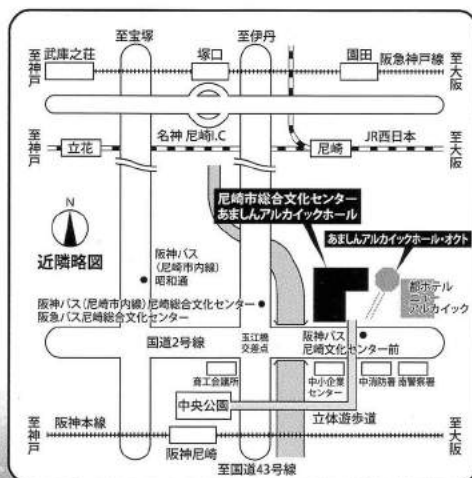 至宝塚
至伊丹
至神戸
武庫之荘
塚口
園田
阪急神戸線
至大阪
至神戸
立花
名神 尼崎I.C
尼崎
JR西日本
至大阪
N
近隣略図
尼崎市総合文化センター
あましんアルカイックホール
あましんアルカイックホール・オクト
都ホテル
ニュー
アルカイック
阪神バス
(尼崎市内線)
昭和通
阪神バス(尼崎市内線)尼崎総合文化センター
阪急バス尼崎総合文化センター
国道2号線
玉江橋
交差点
阪神バス
尼崎文化センター前
商工会議所
中小企業
センター
中消防署
南警察署
中央公園
立体遊歩道
至神戸
阪神本線
阪神尼崎
至大阪
至国道43号線